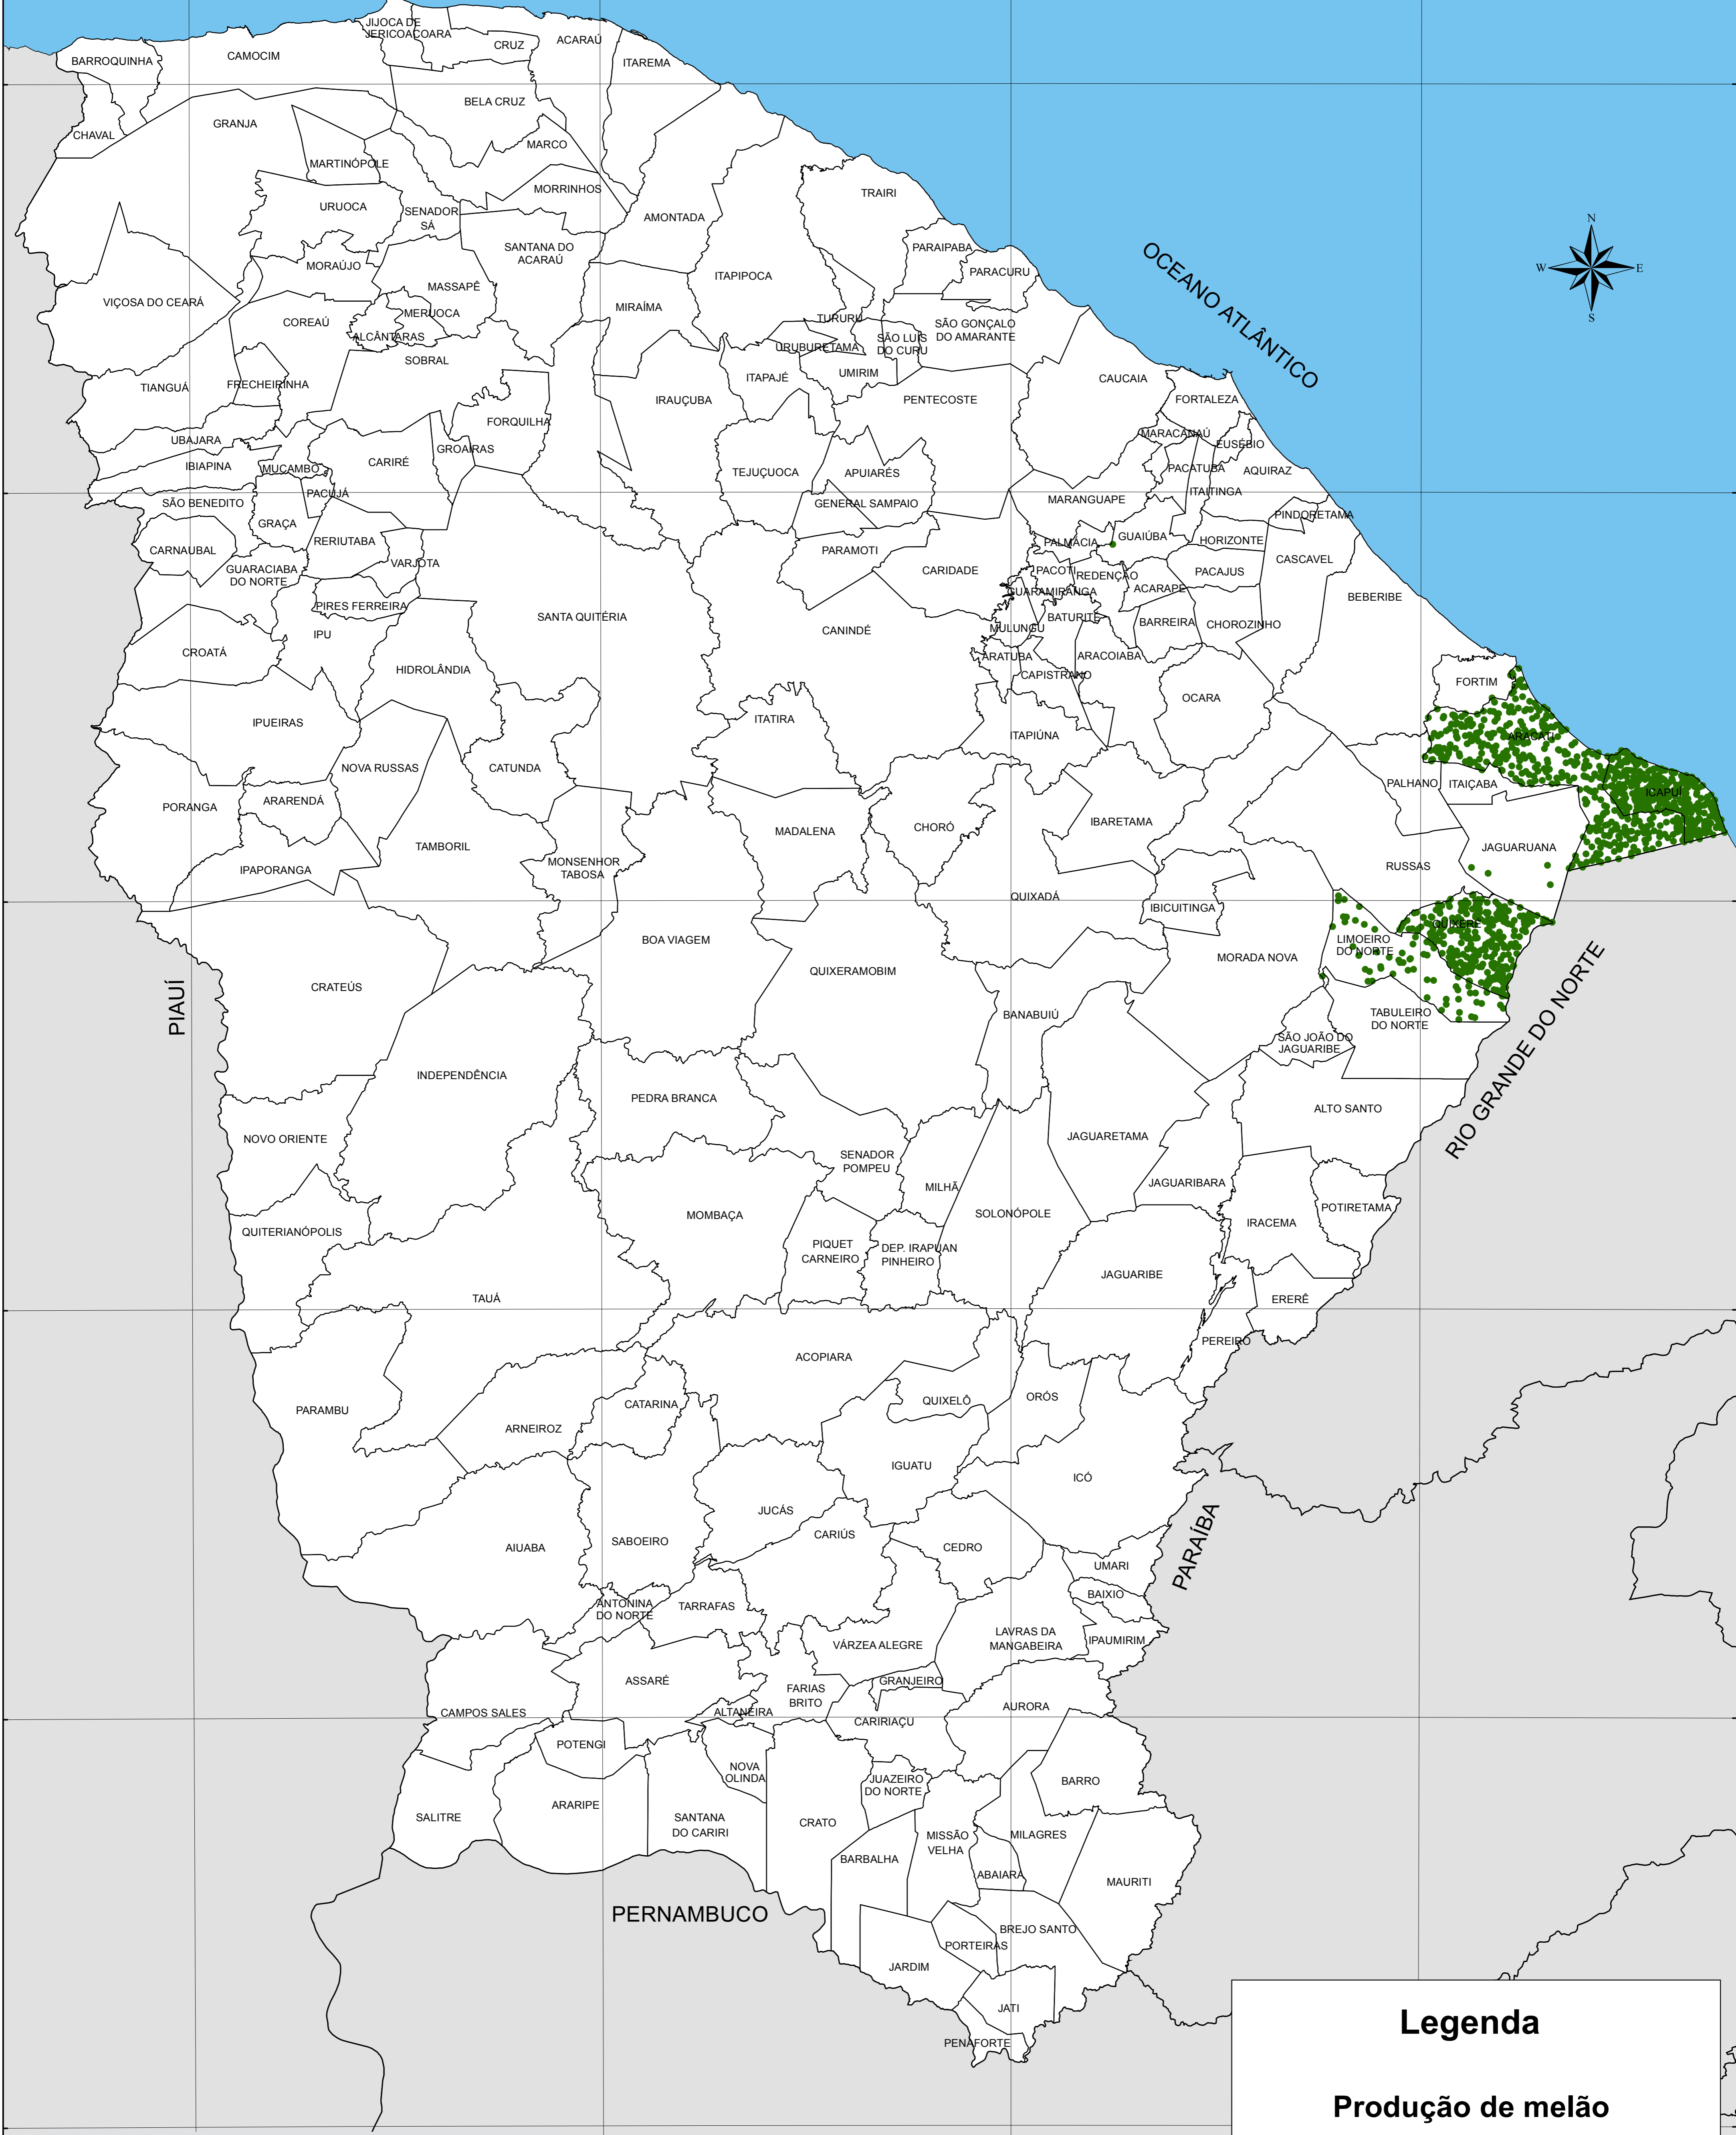 JIJOCA DE
JERICOACOARA
CRUZ
ACARAÚ
ITAREMA
BARROQUINHA
CAMOCIM
BELA CRUZ
CHAVAL
GRANJA
MARCO
MARTINÓPOLE
MORRINHOS
URUOCA
SENADOR
SÁ
AMONTADA
TRAIRI
N
W
E
S
OCEANO ATLÂNTICO
SANTANA DO
ACARAÚ
PARAIPABA
PARACURU
MORAÚJO
MASSAPÊ
ITAPIPOCA
VIÇOSA DO CEARÁ
MERUOCA
MIRAÍMA
COREAÚ
ALCÂNTARAS
TURURU
SÃO GONÇALO
DO AMARANTE
SÃO LUIS
DO CURU
URUBURETAMA
SOBRAL
UMIRIM
ITAPAJÉ
CAUCAIA
TIANGUÁ
FRECHEIRINHA
IRAUÇUBA
PENTECOSTE
FORTALEZA
FORQUILHA
MARACANAÚ
EUSÉBIO
UBAJARA
GROAÍRAS
IBIAPINA
MUCAMBO
CARIRÉ
TEJUÇUOCA
APUIARÉS
PACATUBA
AQUIRAZ
PACUJÁ
ITAITINGA
SÃO BENEDITO
GENERAL SAMPAIO
MARANGUAPE
PINDORETAMA
GRAÇA
RERIUTABA
PALMÁCIA
GUAIÚBA
HORIZONTE
CARNAUBAL
PARAMOTI
CASCAVEL
GUARACIABA
DO NORTE
VARJOTA
CARIDADE
PACOTI
REDENÇÃO
PACAJUS
ACARAPE
GUARAMIRANGA
BEBERIBE
PIRES FERREIRA
SANTA QUITÉRIA
BATURITÉ
BARREIRA
CHOROZINHO
IPU
CANINDÉ
MULUNGU
CROATÁ
ARATUBA
ARACOIABA
HIDROLÂNDIA
CAPISTRANO
FORTIM
OCARA
IPUEIRAS
ITATIRA
ITAPIÚNA
ARACATI
NOVA RUSSAS
CATUNDA
PALHANO
ITAIÇABA
ICAPUÍ
PORANGA
ARARENDÁ
MADALENA
CHORÓ
IBARETAMA
TAMBORIL
JAGUARUANA
MONSENHOR
TABOSA
RUSSAS
IPAPORANGA
QUIXADÁ
IBICUITINGA
QUIXERÉ
BOA VIAGEM
LIMOEIRO
DO NORTE
QUIXERAMOBIM
MORADA NOVA
CRATEÚS
PIAUÍ
BANABUIÚ
TABULEIRO
DO NORTE
SÃO JOÃO DO
JAGUARIBE
RIO GRANDE DO NORTE
INDEPENDÊNCIA
PEDRA BRANCA
ALTO SANTO
NOVO ORIENTE
JAGUARETAMA
SENADOR
POMPEU
MILHÃ
JAGUARIBARA
POTIRETAMA
MOMBAÇA
SOLONÓPOLE
IRACEMA
QUITERIANÓPOLIS
PIQUET
CARNEIRO
DEP. IRAPUAN
PINHEIRO
JAGUARIBE
TAUÁ
ERERÊ
PEREIRO
ACOPIARA
PARAMBU
CATARINA
QUIXELÔ
ORÓS
ARNEIROZ
IGUATU
ICÓ
JUCÁS
CARIÚS
AIUABA
SABOEIRO
CEDRO
PARAÍBA
UMARI
BAIXIO
ANTONINA
DO NORTE
TARRAFAS
LAVRAS DA
MANGABEIRA
VÁRZEA ALEGRE
IPAUMIRIM
ASSARÉ
FARIAS
BRITO
GRANJEIRO
AURORA
CAMPOS SALES
ALTANEIRA
CARIRIAÇU
POTENGI
NOVA
OLINDA
JUAZEIRO
DO NORTE
BARRO
ARARIPE
SALITRE
SANTANA
DO CARIRI
CRATO
MISSÃO
VELHA
MILAGRES
BARBALHA
ABAIARA
MAURITI
PERNAMBUCO
BREJO SANTO
PORTEIRAS
JARDIM
JATI
PENAFORTE
Legenda
Produção de melão